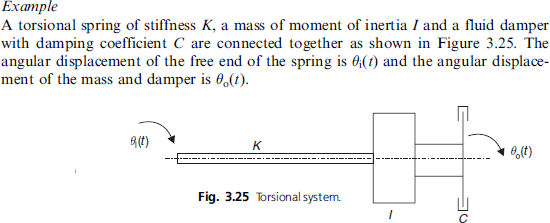 Example
A torsional spring of stiffness K, a mass of moment of inertia I and a fluid damper
with damping coefficient C are connected together as shown in Figure 3.25. The
angular displacement of the free end of the spring is θi(t) and the angular displace-
ment of the mass and damper is θo(t).
θi(t)
K
θo(t)
Fig. 3.25 Torsional system.
I
C